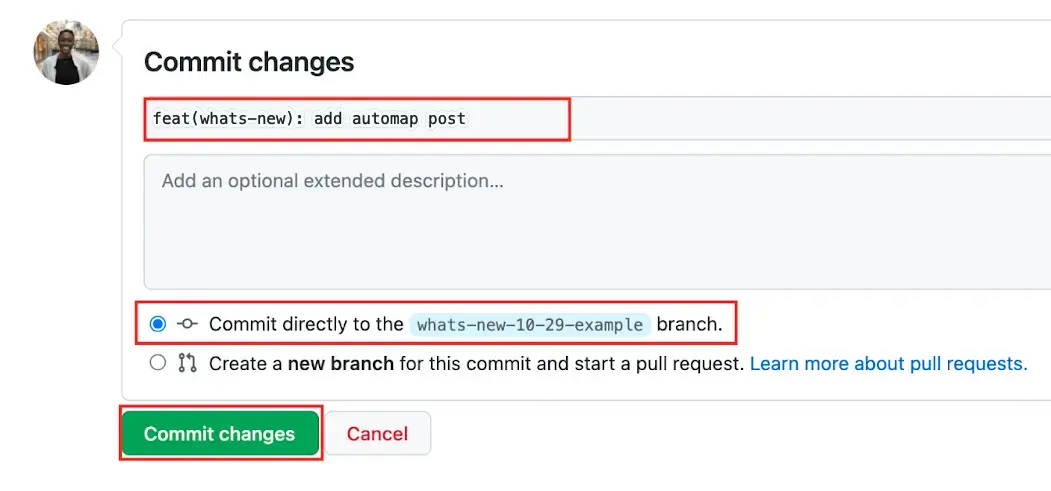 Commit changes
feat(whats-new): add automap post
Add an optional extended description...
Commit directly to the whats-new-10-29-example branch.
Create a new branch for this commit and start a pull request. Learn more about pull requests.
Commit changes Cancel